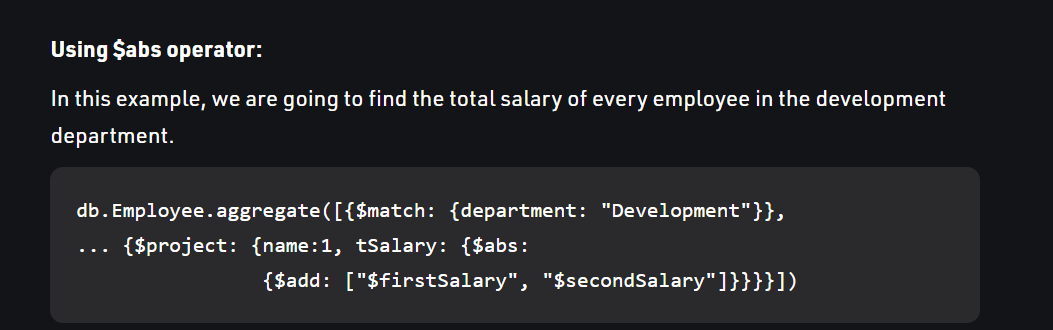 Using $abs operator:
In this example, we are going to find the total salary of every employee in the development
department.
db.Employee.aggregate([{$match: {department: "Development"}},
... {$project: {name:1, tSalary: {$abs:
{$add: ["$firstSalary", "$secondSalary"]}}}}])